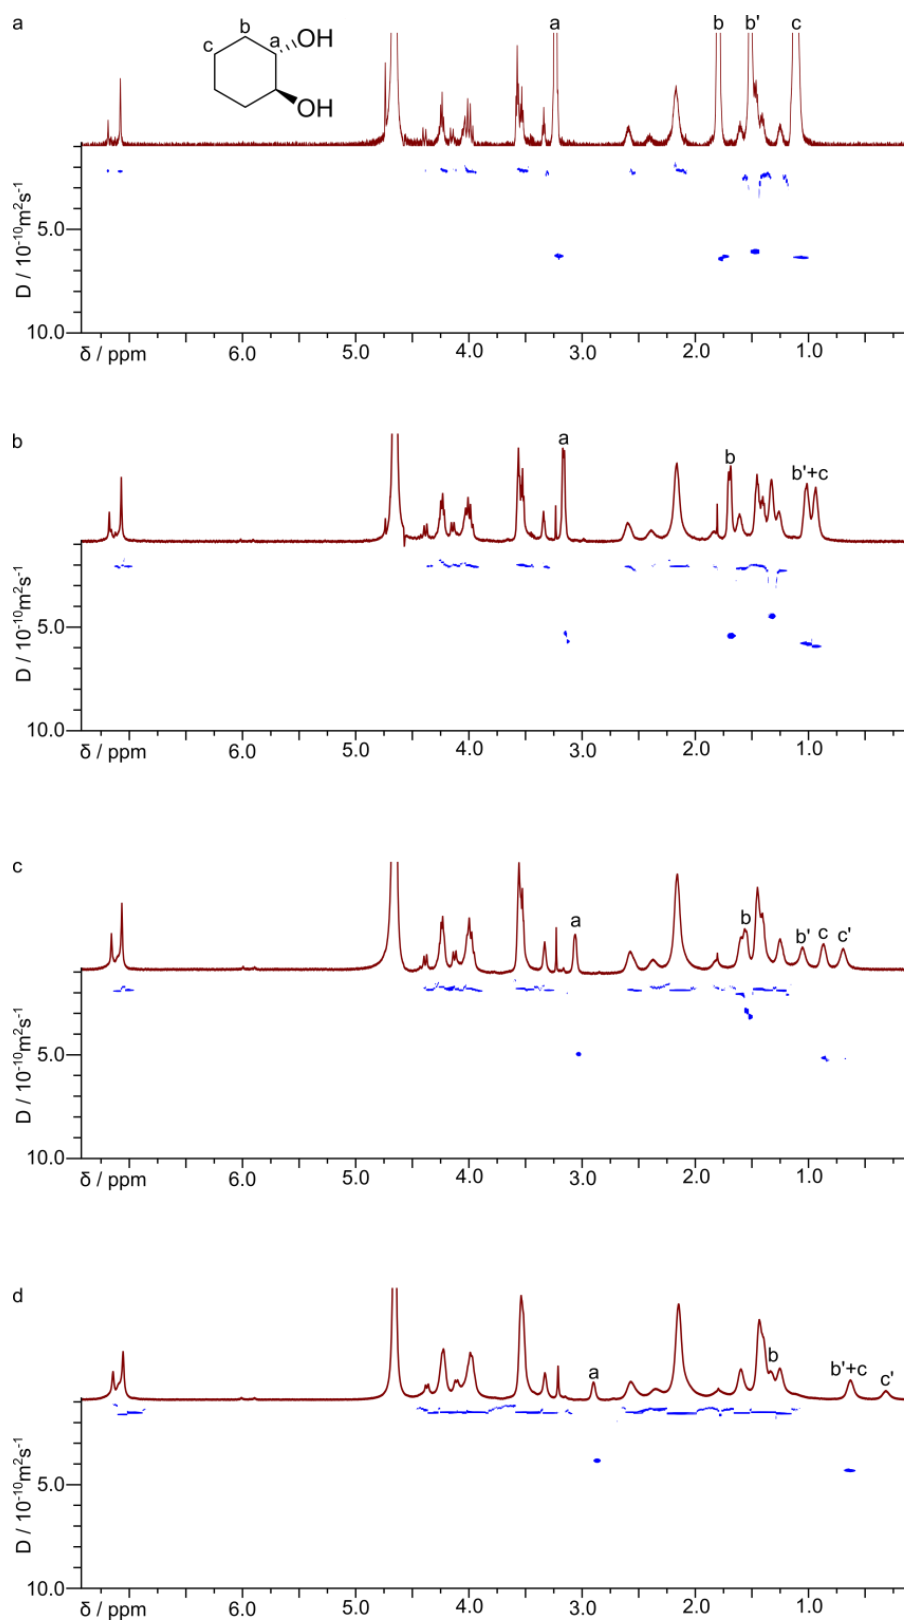 a
b
c
a
OH
OH
a
b
b'
c
5.0
10.0
D / 10⁻¹⁰m²s⁻¹
δ / ppm
6.0
5.0
4.0
3.0
2.0
1.0
b
a
b
b'+c
5.0
10.0
D / 10⁻¹⁰m²s⁻¹
δ / ppm
6.0
5.0
4.0
3.0
2.0
1.0
c
a
b
b'
c
c'
5.0
10.0
D / 10⁻¹⁰m²s⁻¹
δ / ppm
6.0
5.0
4.0
3.0
2.0
1.0
d
a
b
b'+c
c'
5.0
10.0
D / 10⁻¹⁰m²s⁻¹
δ / ppm
6.0
5.0
4.0
3.0
2.0
1.0